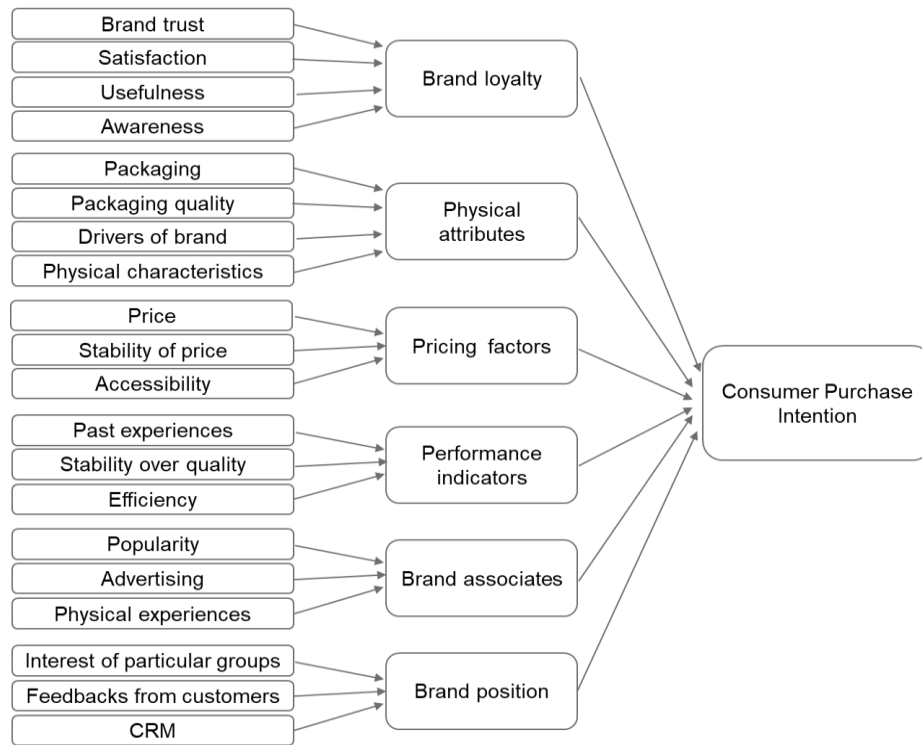 Brand trust
Satisfaction
Usefulness
Awareness
Brand loyalty
Packaging
Packaging quality
Drivers of brand
Physical characteristics
Physical
attributes
Price
Stability of price
Accessibility
Pricing factors
Past experiences
Stability over quality
Efficiency
Performance
indicators
Popularity
Advertising
Physical experiences
Brand associates
Interest of particular groups
Feedbacks from customers
CRM
Brand position
Consumer Purchase
Intention